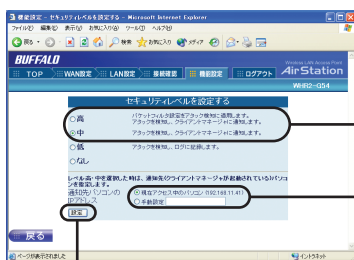 機能設定 - セキュリティレベルを設定する - Microsoft Internet Explorer
ファイル(F) 編集(E) 表示(V) お気に入り(A) ツール(T) ヘルプ(H)
戻る 検索 お気に入り メディア
BUFFALO
Windows LAN Access Point
AirStation
TOP WAN設定 LAN設定 接続確認 機能設定 ログアウト
WHR2-G54
セキュリティレベルを設定する
高 パケットフィルタ設定をアタック検知に適用します。
アタックを検知し、クライアントマネージャに通知します。
中 アタックを検知し、クライアントマネージャに通知します。
低 アタックを検知し、ログに記録します。
なし
レベル高・中を選択した時は、通知先(クライアントマネージャが起動されているパソコン)を指定します。
通知先パソコンのIPアドレス
現在アクセス中のパソコン(192.168.11.41)
手動設定
設定
戻る
ページが表示されました
インターネット